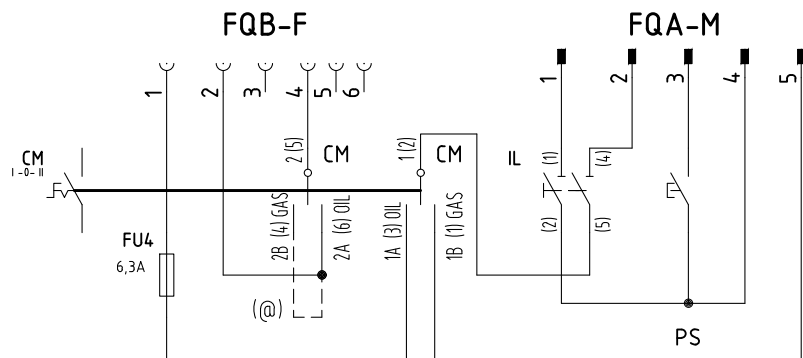 FQB-F
FQA-M
1
2
3
4
5
6
1
2
3
4
5
CM
I -0- II
2 (5)
CM
1 (2)
CM
IL
(1)
(4)
(2)
(5)
FU4
6,3A
2B (4) GAS
2A (6) OIL
1A (3) OIL
1B (1) GAS
(@)
PS